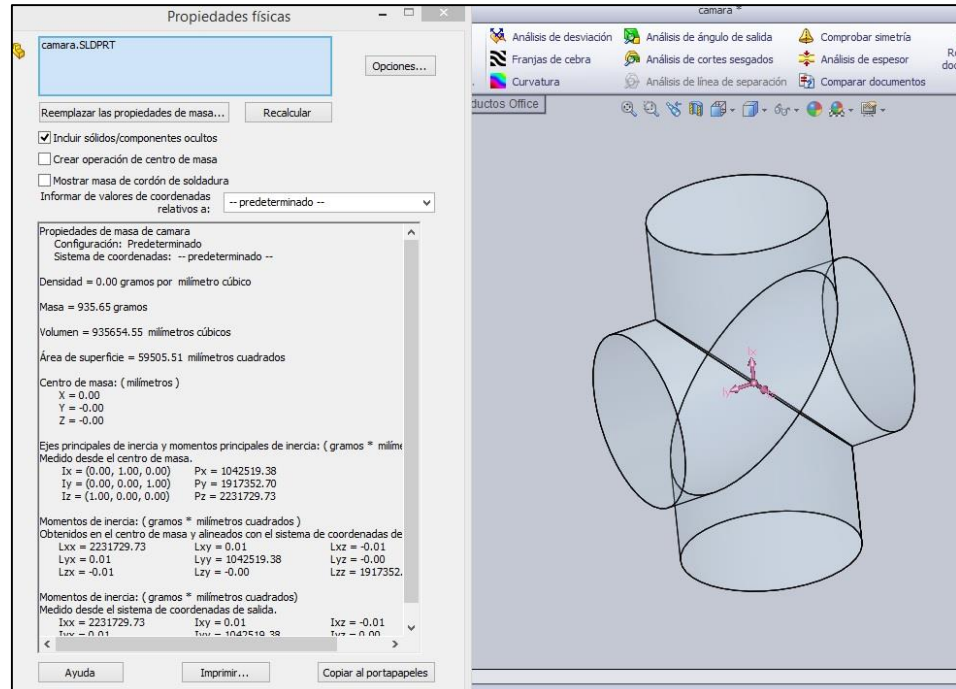 Propiedades físicas
camara.SLDPRT
Opciones...
Reemplazar las propiedades de masa...
Recalcular
Incluir sólidos/componentes ocultos
Crear operación de centro de masa
Mostrar masa de cordón de soldadura
Informar de valores de coordenadas
relativos a:
-- predeterminado --
Propiedades de masa de camara
Configuración: Predeterminado
Sistema de coordenadas: -- predeterminado --
Densidad = 0.00 gramos por milímetro cúbico
Masa = 935.65 gramos
Volumen = 935654.55 milímetros cúbicos
Área de superficie = 59505.51 milímetros cuadrados
Centro de masa: ( milímetros )
X = 0.00
Y = -0.00
Z = -0.00
Ejes principales de inercia y momentos principales de inercia: ( gramos * milíme
Medido desde el centro de masa.
Ix = (0.00, 1.00, 0.00) Px = 1042519.38
Iy = (0.00, 0.00, 1.00) Py = 1917352.70
Iz = (1.00, 0.00, 0.00) Pz = 2231729.73
Momentos de inercia: ( gramos * milímetros cuadrados )
Obtenidos en el centro de masa y alineados con el sistema de coordenadas de
Lxx = 2231729.73 Lxy = 0.01 Lxz = -0.01
Lyx = 0.01 Lyy = 1042519.38 Lyz = -0.00
Lzx = -0.01 Lzy = -0.00 Lzz = 1917352.
Momentos de inercia: ( gramos * milímetros cuadrados)
Medido desde el sistema de coordenadas de salida.
Ixx = 2231729.73 Ixy = 0.01 Ixz = -0.01
Iyx = 0.01 Iyy = 1042519.38 Iyz = 0.00
Ayuda
Imprimir...
Copiar al portapapeles
camara *
Análisis de desviación
Análisis de ángulo de salida
Comprobar simetría
Franjas de cebra
Análisis de cortes sesgados
Análisis de espesor
Curvatura
Análisis de línea de separación
Comparar documentos
ductos Office
Ix
Iy